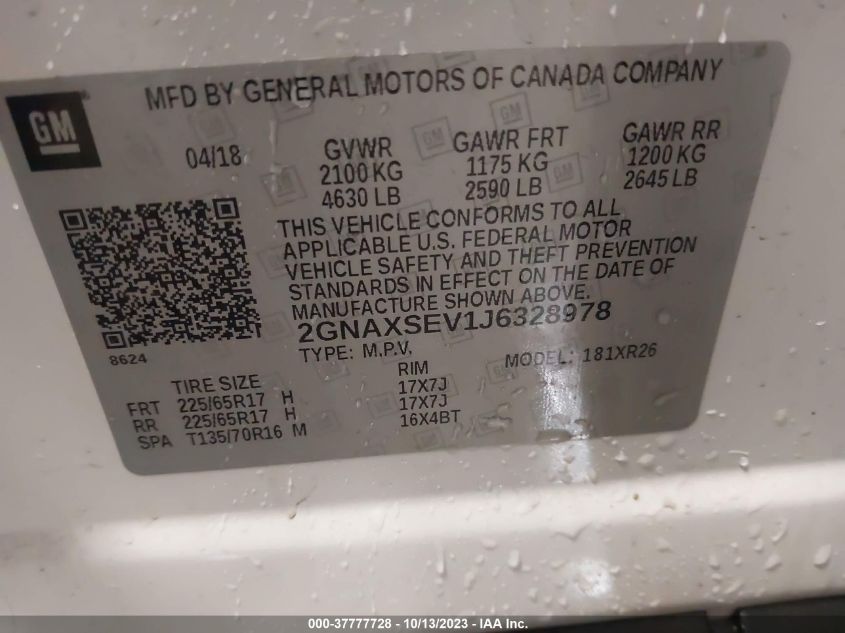 MFD BY GENERAL MOTORS OF CANADA COMPANY
GM
04/18
GVWR
2100 KG
4630 LB
GAWR FRT
1175 KG
2590 LB
GAWR RR
1200 KG
2645 LB
THIS VEHICLE CONFORMS TO ALL
APPLICABLE U.S. FEDERAL MOTOR
VEHICLE SAFETY AND THEFT PREVENTION
STANDARDS IN EFFECT ON THE DATE OF
MANUFACTURE SHOWN ABOVE.
2GNAXSEV1J6328978
8624
TYPE: M.P.V.
MODEL: 181XR26
TIRE SIZE
RIM
FRT 225/65R17 H 17X7J
RR 225/65R17 H 17X7J
SPA T135/70R16 M 16X4BT
000-37777728 - 10/13/2023 - IAA Inc.